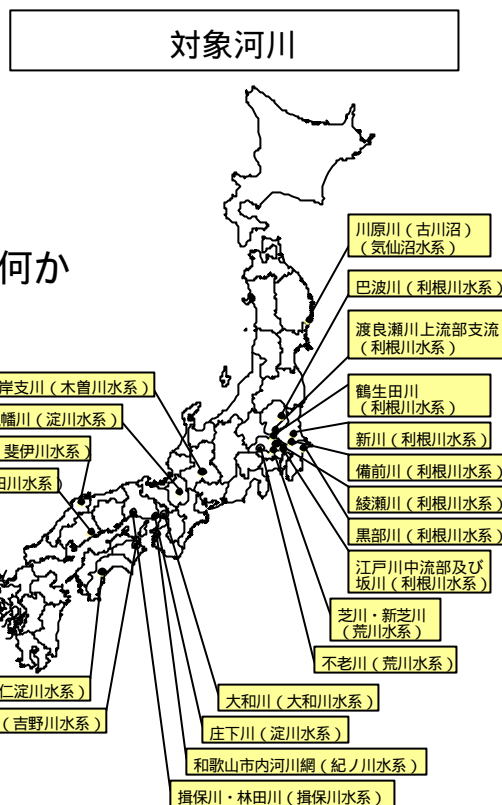 対象河川
何か
川原川（古川沼）
（気仙沼水系）
巴波川（利根川水系）
渡良瀬川上流部支流
（利根川水系）
鶴生田川
（利根川水系）
新川（利根川水系）
備前川（利根川水系）
綾瀬川（利根川水系）
黒部川（利根川水系）
江戸川中流部及び
坂川（利根川水系）
芝川・新芝川
（荒川水系）
不老川（荒川水系）
岸支川（木曽川水系）
幡川（淀川水系）
斐伊川水系）
田川水系）
仁淀川水系）
（吉野川水系）
大和川（大和川水系）
庄下川（淀川水系）
和歌山市内河川網（紀ノ川水系）
揖保川・林田川（揖保川水系）